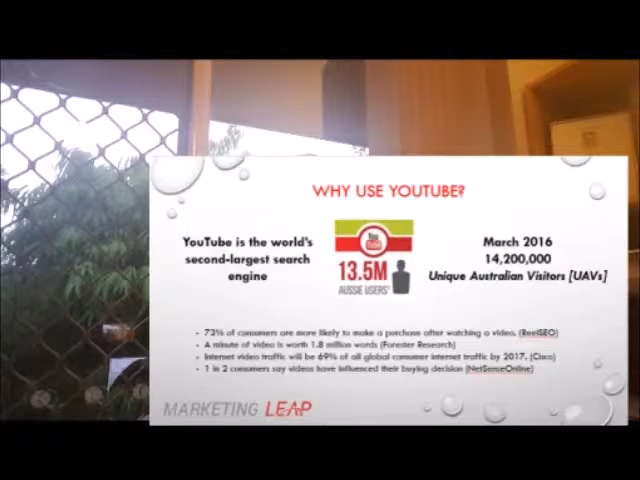 WHY USE YOUTUBE?
YouTube is the world's
second-largest search
engine
You
Tube
13.5M
AUSSIE USERS*
March 2016
14,200,000
Unique Australian Visitors [UAVs]
- 73% of consumers are more likely to make a purchase after watching a video. (ReelSEO)
- A minute of video is worth 1.8 million words (Forester Research)
- Internet video traffic will be 69% of all global consumer internet traffic by 2017. (Cisco)
- 1 in 2 consumers say videos have influenced their buying decision (NetSenseOnline)
MARKETING LEAP